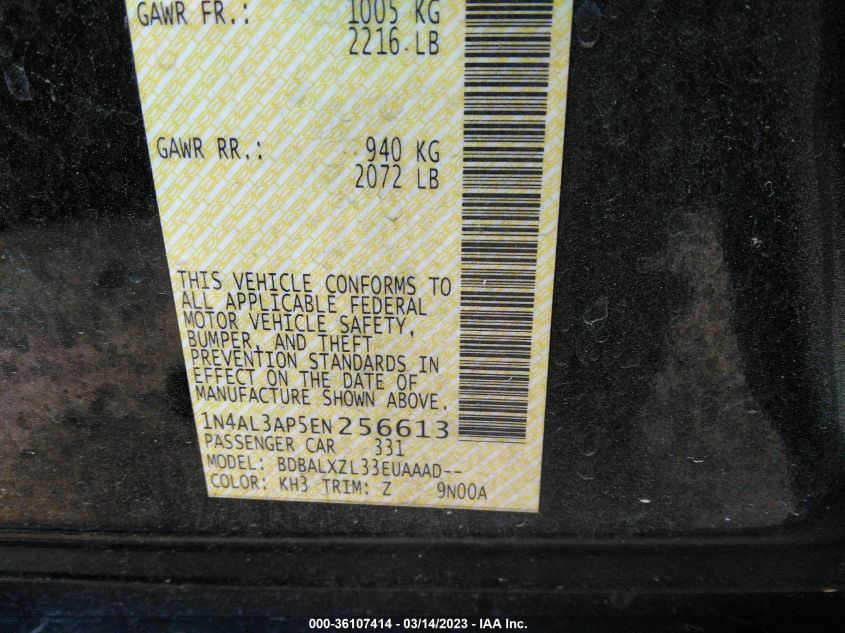 GAWR FR.: 1005 KG
2216 LB
GAWR RR.: 940 KG
2072 LB
THIS VEHICLE CONFORMS TO
ALL APPLICABLE FEDERAL
MOTOR VEHICLE SAFETY,
BUMPER, AND THEFT
PREVENTION STANDARDS IN
EFFECT ON THE DATE OF
MANUFACTURE SHOWN ABOVE.
1N4AL3AP5EN256613
PASSENGER CAR 331
MODEL: BDBALXZL33EUAAAD--
COLOR: KH3 TRIM: Z 9N00A
000-36107414 — 03/14/2023 — IAA Inc.